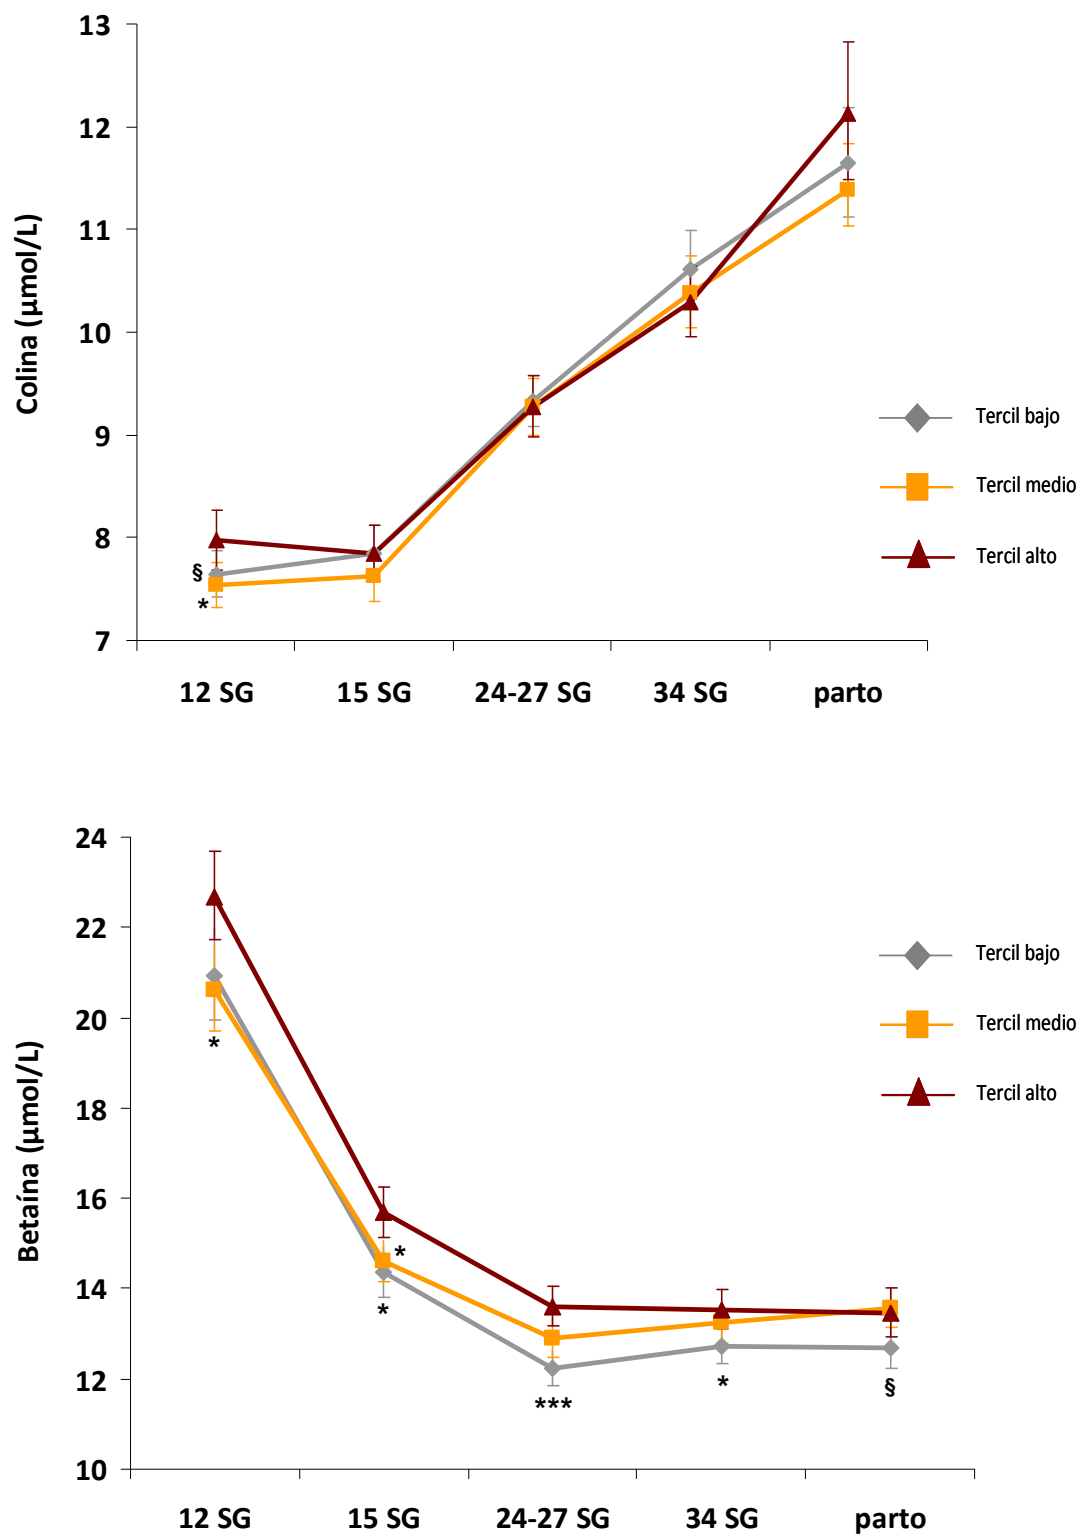 13
12
11
10
9
8
7
Colina (µmol/L)
§
*
12 SG
15 SG
24-27 SG
34 SG
parto
Tercil bajo
Tercil medio
Tercil alto
24
22
20
18
16
14
12
10
Betaína (µmol/L)
*
*
*
***
*
§
12 SG
15 SG
24-27 SG
34 SG
parto
Tercil bajo
Tercil medio
Tercil alto